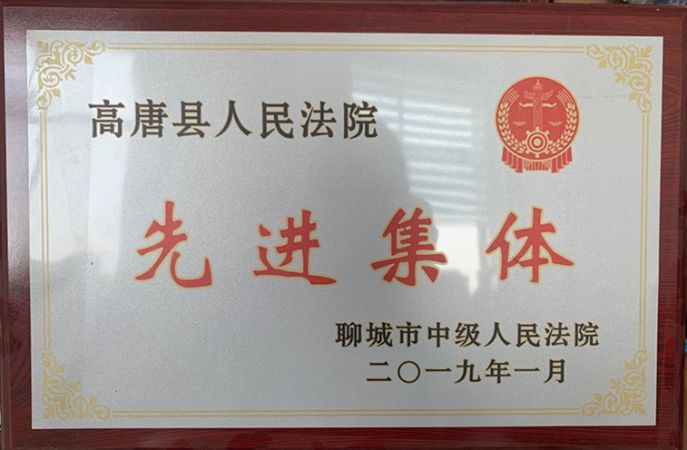 高唐县人民法院
先进集体
聊城市中级人民法院
二〇一九年一月